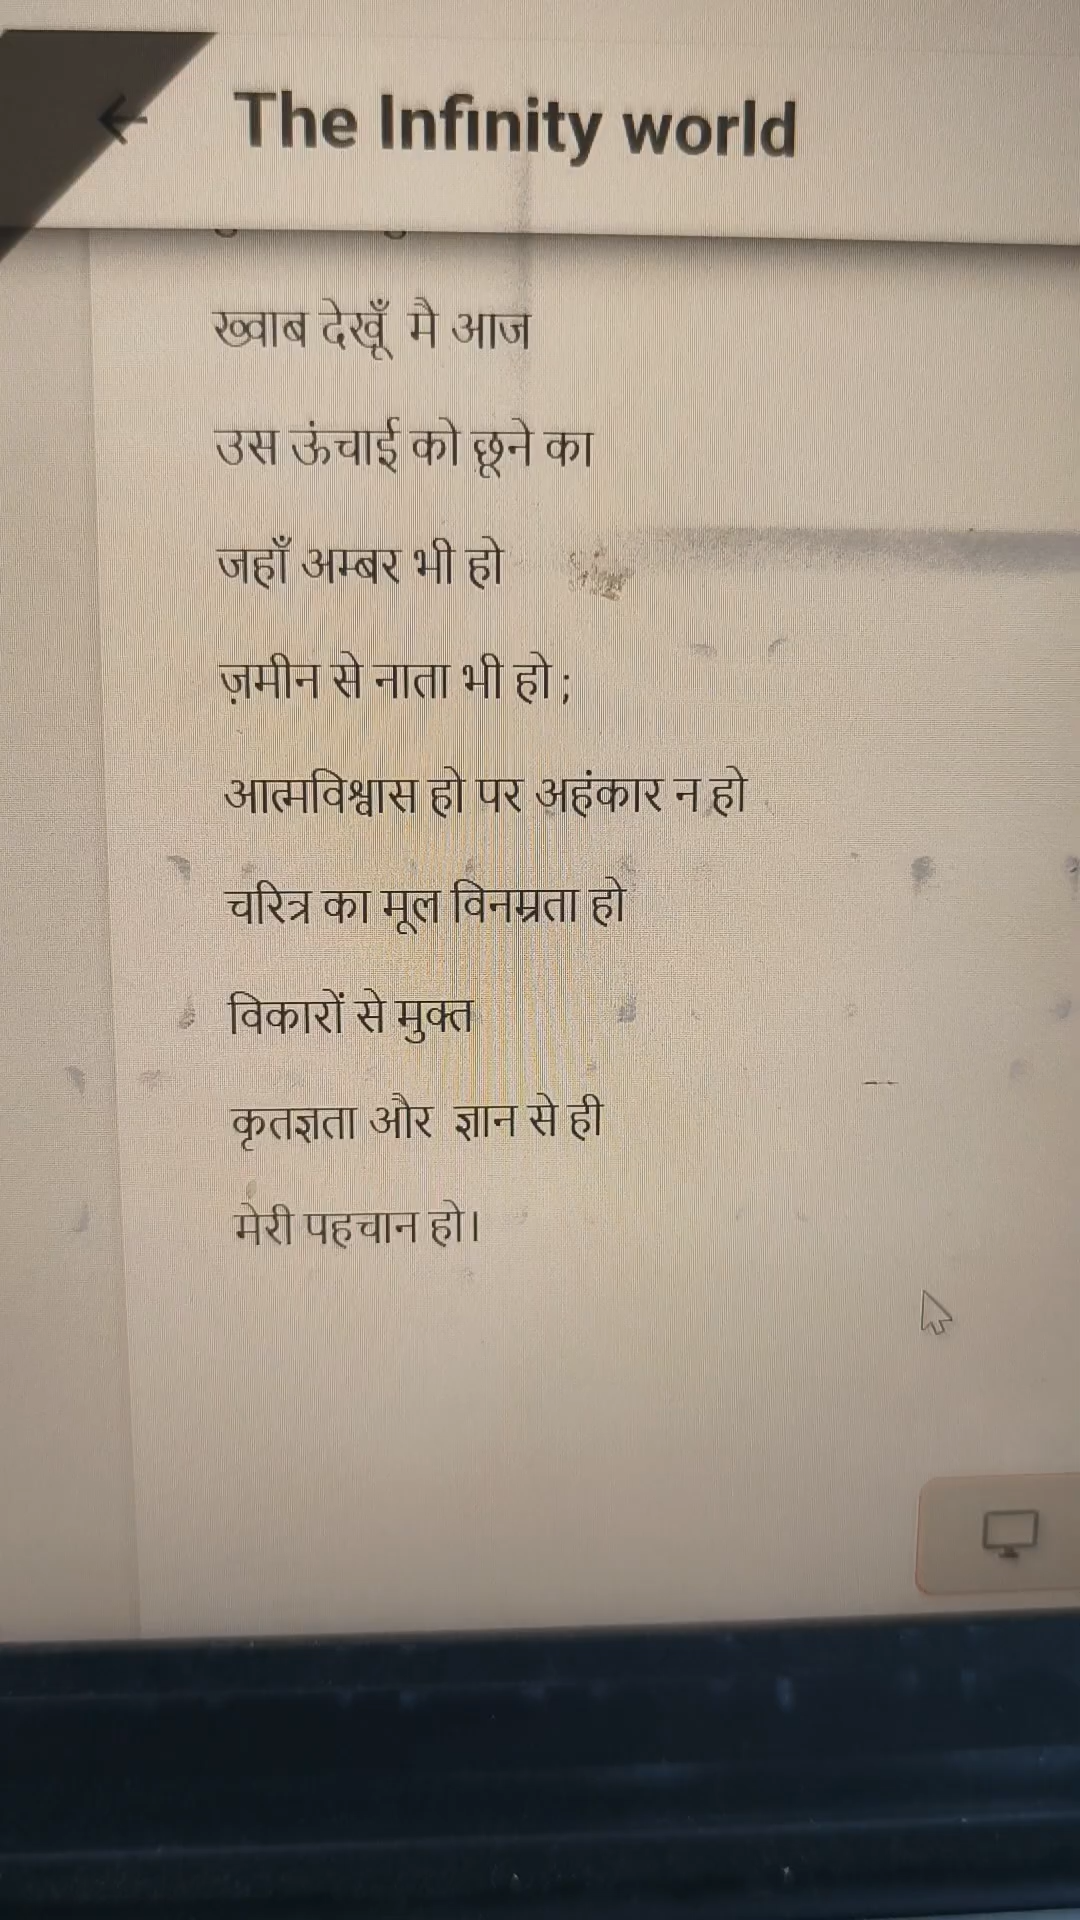 The Infinity world
ख्वाब देखूँ मै आज
उस ऊंचाई को छूने का
जहाँ अम्बर भी हो
ज़मीन से नाता भी हो ;
आत्मविश्वास हो पर अहंकार न हो
चरित्र का मूल विनम्रता हो
विकारों से मुक्त
कृतज्ञता और ज्ञान से ही
मेरी पहचान हो।